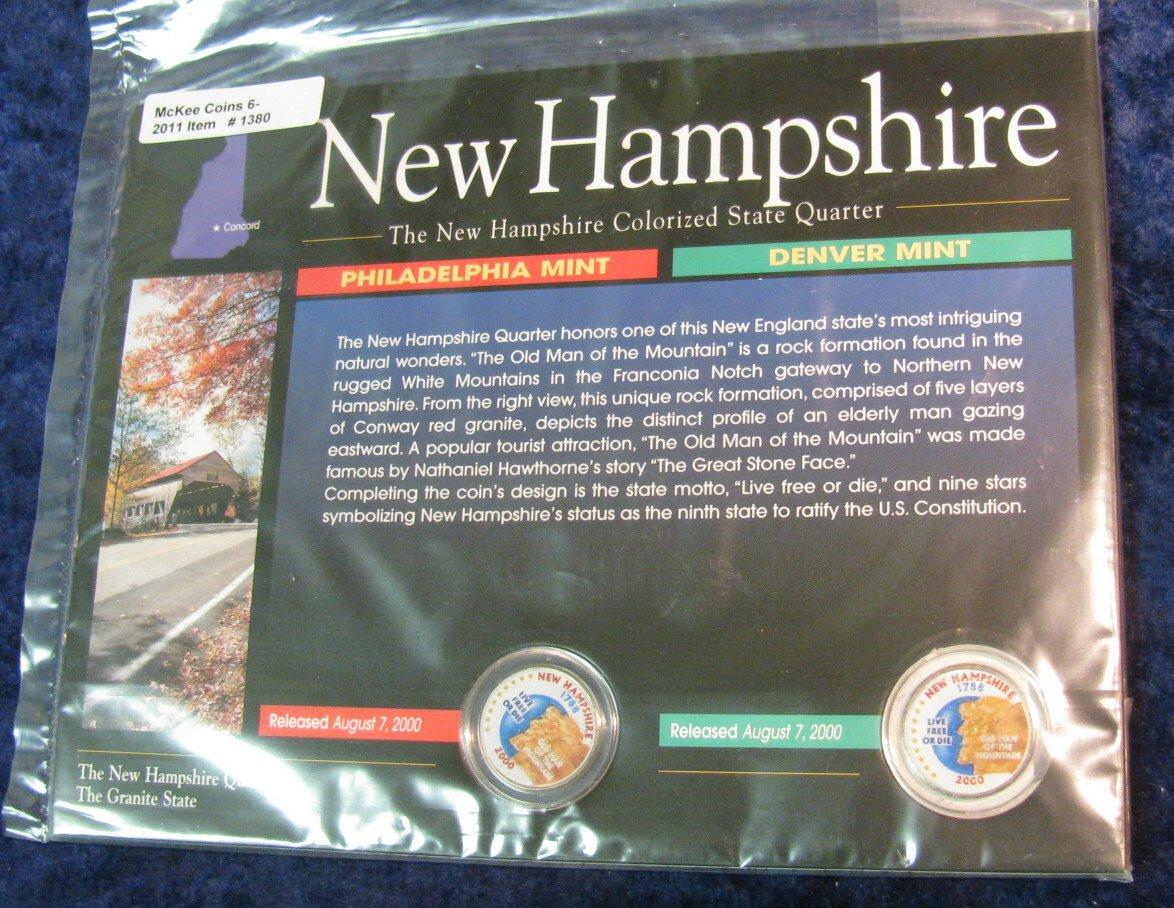 McKee Coins 6-
2011 Item # 1380
New Hampshire
Concord
The New Hampshire Colorized State Quarter
PHILADELPHIA MINT
DENVER MINT
The New Hampshire Quarter honors one of this New England state's most intriguing
natural wonders. "The Old Man of the Mountain" is a rock formation found in the
rugged White Mountains in the Franconia Notch gateway to Northern New
Hampshire. From the right view, this unique rock formation, comprised of five layers
of Conway red granite, depicts the distinct profile of an elderly man gazing
eastward. A popular tourist attraction, "The Old Man of the Mountain" was made
famous by Nathaniel Hawthorne's story "The Great Stone Face."
Completing the coin's design is the state motto, "Live free or die," and nine stars
symbolizing New Hampshire's status as the ninth state to ratify the U.S. Constitution.
Released August 7, 2000
NEW HAMPSHIRE
1788
LIVE
FREE
OR DIE
2000
Released August 7, 2000
NEW HAMPSHIRE
1788
LIVE
FREE
OR DIE
OLD MAN
OF THE
MOUNTAIN
2000
The New Hampshire
The Granite State